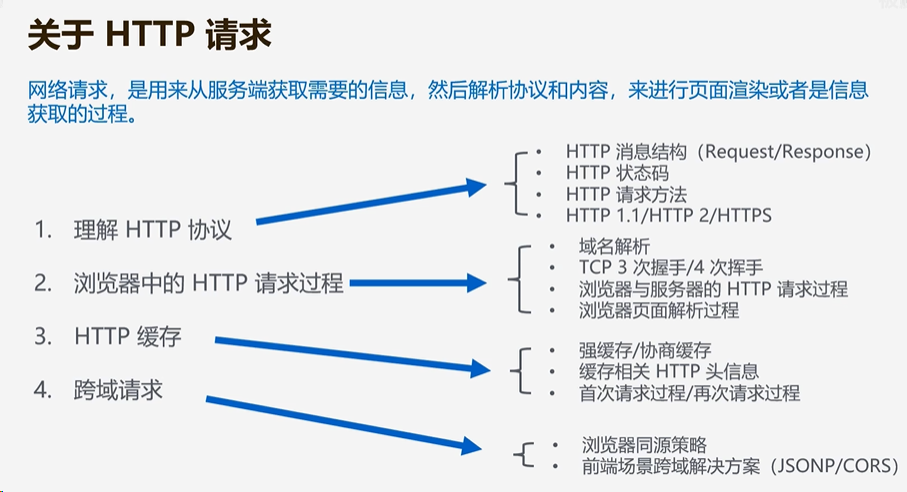 关于 HTTP 请求
网络请求，是用来从服务端获取需要的信息，然后解析协议和内容，来进行页面渲染或者是信息
获取的过程。
1. 理解 HTTP 协议
• HTTP 消息结构（Request/Response）
• HTTP 状态码
• HTTP 请求方法
• HTTP 1.1/HTTP 2/HTTPS
2. 浏览器中的 HTTP 请求过程
• 域名解析
• TCP 3 次握手/4 次挥手
• 浏览器与服务器的 HTTP 请求过程
• 浏览器页面解析过程
3. HTTP 缓存
• 强缓存/协商缓存
• 缓存相关 HTTP 头信息
• 首次请求过程/再次请求过程
4. 跨域请求
• 浏览器同源策略
• 前端场景跨域解决方案（JSONP/CORS）